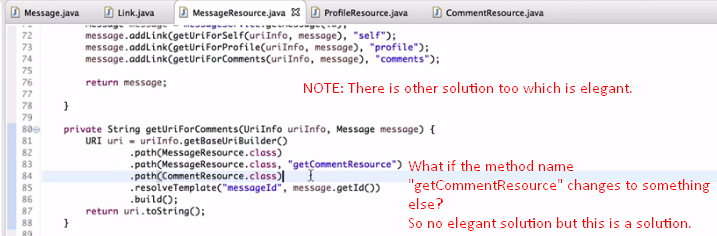 Message.java Link.java MessageResource.java ProfileResource.java CommentResource.java
72 message.addLink(getUriForSelf(uriInfo, message), "self");
73 message.addLink(getUriForProfile(uriInfo, message), "profile");
74 message.addLink(getUriForComments(uriInfo, message), "comments");
76 return message;
77
NOTE: There is other solution too which is elegant.
78 }
79
80 private String getUriForComments(UriInfo uriInfo, Message message) {
81 URI uri = uriInfo.getBaseUriBuilder()
82 .path(MessageResource.class)
83 .path(MessageResource.class, "getCommentResource")
84 .path(CommentResource.class)
85 .resolveTemplate("messageId", message.getId())
86 .build();
87 return uri.toString();
88 }
What if the method name
"getCommentResource" changes to something
else?
So no elegant solution but this is a solution.